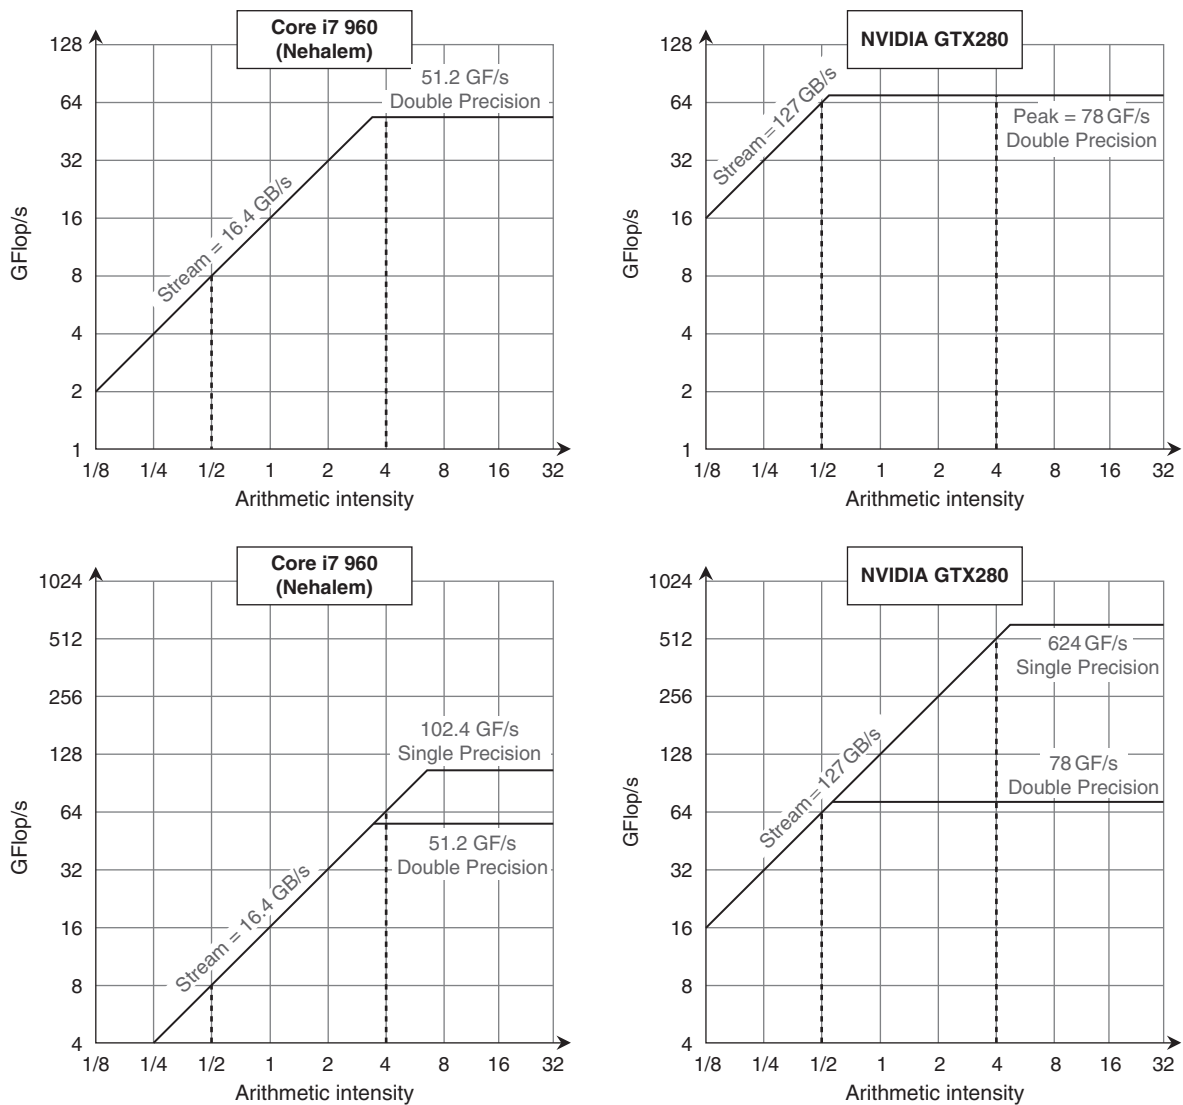 Core i7 960
(Nehalem)
128
64
32
16
8
4
2
1
GFlop/s
51.2 GF/s
Double Precision
Stream = 16.4 GB/s
1/8 1/4 1/2 1 2 4 8 16 32
Arithmetic intensity
NVIDIA GTX280
128
64
32
16
8
4
2
1
GFlop/s
Stream = 127 GB/s
Peak = 78 GF/s
Double Precision
1/8 1/4 1/2 1 2 4 8 16 32
Arithmetic intensity
Core i7 960
(Nehalem)
1024
512
256
128
64
32
16
8
4
GFlop/s
102.4 GF/s
Single Precision
51.2 GF/s
Double Precision
Stream = 16.4 GB/s
1/8 1/4 1/2 1 2 4 8 16 32
Arithmetic intensity
NVIDIA GTX280
1024
512
256
128
64
32
16
8
4
GFlop/s
624 GF/s
Single Precision
78 GF/s
Double Precision
Stream = 127 GB/s
1/8 1/4 1/2 1 2 4 8 16 32
Arithmetic intensity